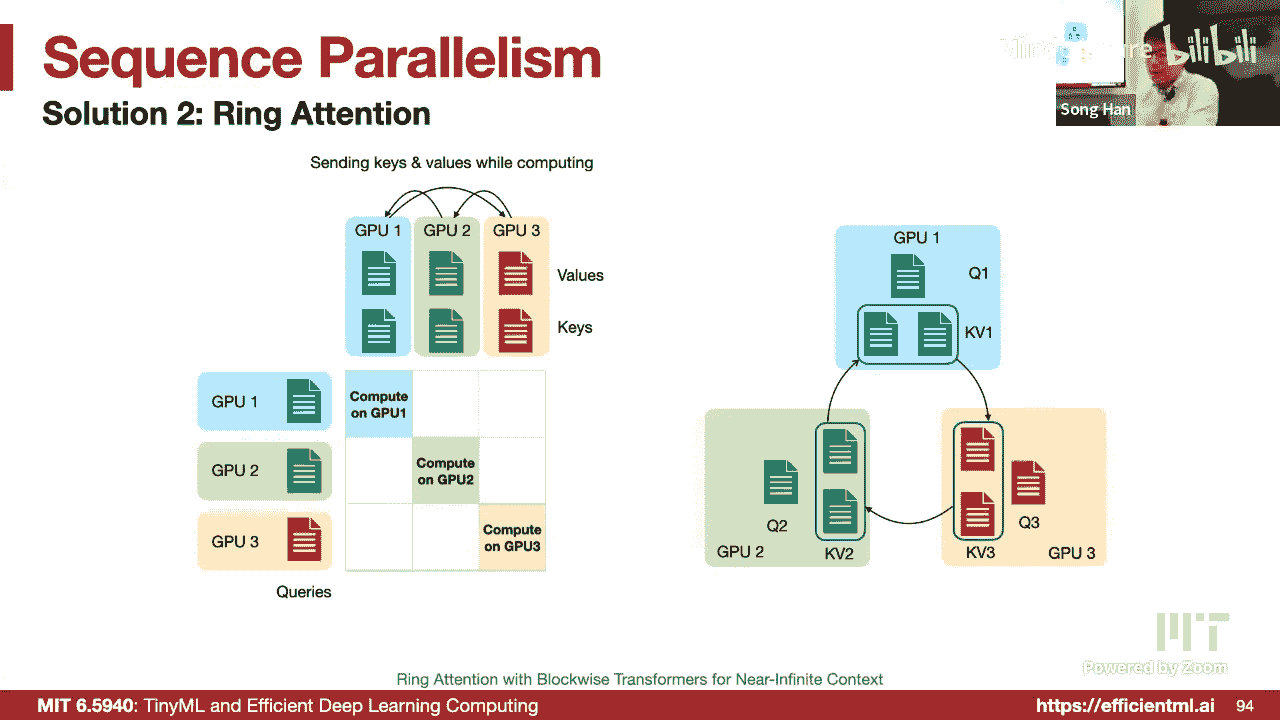 Sequence Parallelism
Solution 2: Ring Attention
bilibili
Song Han
Sending keys & values while computing
GPU 1
GPU 2
GPU 3
Values
Keys
GPU 1
GPU 2
GPU 3
Compute
on GPU1
Compute
on GPU2
Compute
on GPU3
Queries
GPU 1
Q1
KV1
Q2
GPU 2
KV2
Q3
KV3
GPU 3
MIT
Powered by Zoom
Ring Attention with Blockwise Transformers for Near-Infinite Context
MIT 6.5940: TinyML and Efficient Deep Learning Computing
https://efficientml.ai
94